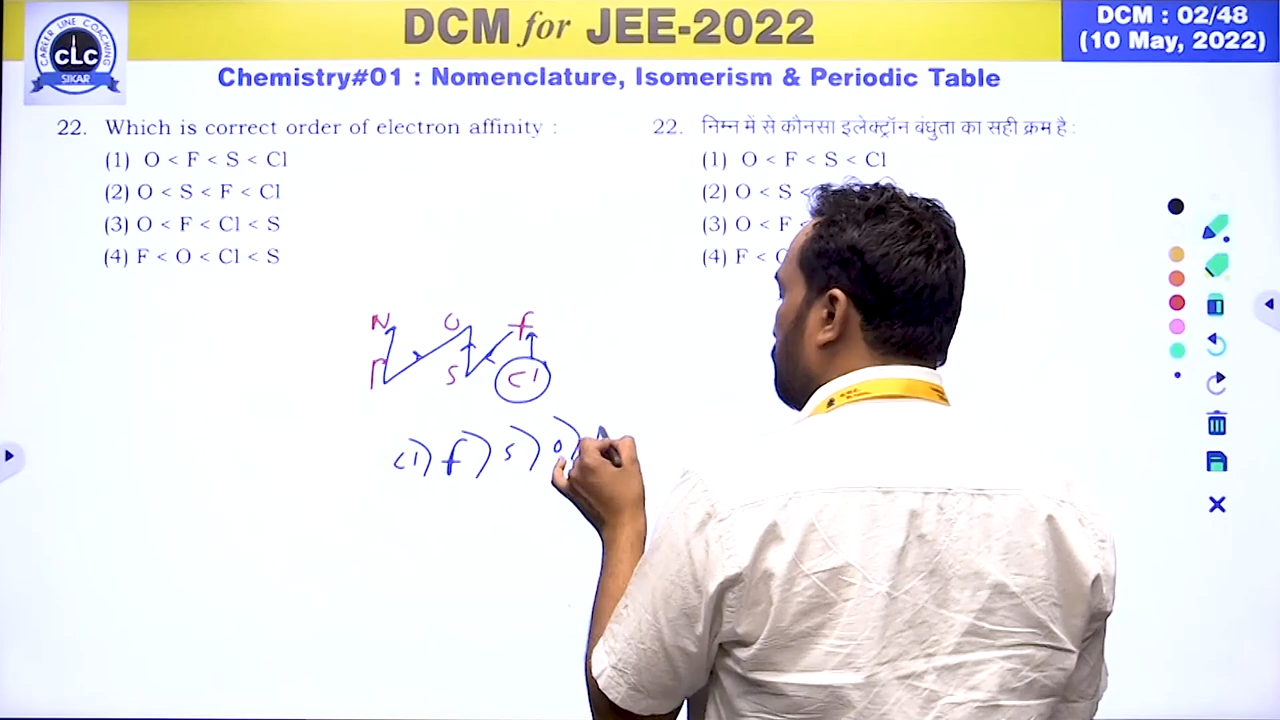 DCM for JEE-2022
DCM : 02/48
(10 May, 2022)
CAREER LINE COACHING
CLC
SIKAR
Chemistry#01 : Nomenclature, Isomerism & Periodic Table
22. Which is correct order of electron affinity :
(1) O < F < S < Cl
(2) O < S < F < Cl
(3) O < F < Cl < S
(4) F < O < Cl < S
22. निम्न में से कौनसा इलेक्ट्रॉन बंधुता का सही क्रम है :
(1) O < F < S < Cl
(2) O < S <
(3) O < F
(4) F <
N O f
P S Cl
Cl > f > S > O >